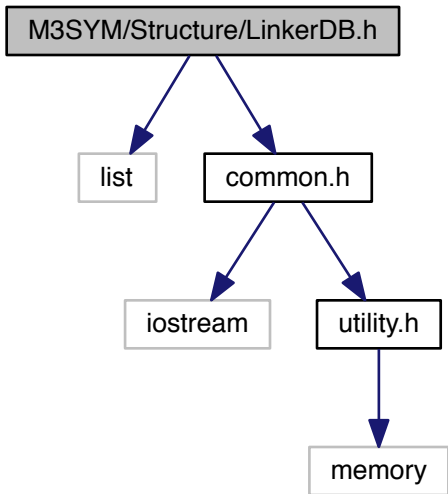 M3SYM/Structure/LinkerDB.h
list
common.h
iostream
utility.h
memory